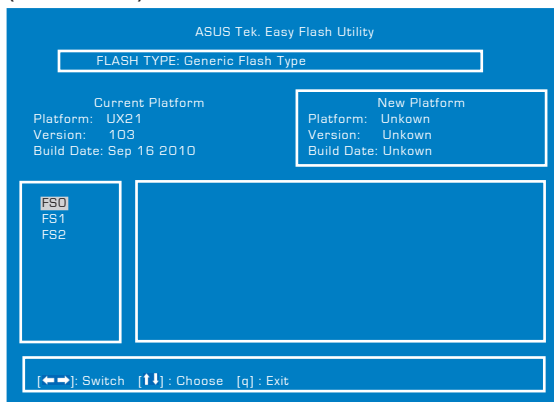 ASUS Tek. Easy Flash Utility
FLASH TYPE: Generic Flash Type
Current Platform
Platform: UX21
Version: 103
Build Date: Sep 16 2010
New Platform
Platform: Unkown
Version: Unkown
Build Date: Unkown
FS0
FS1
FS2
[←→]: Switch [↑↓] : Choose [q] : Exit